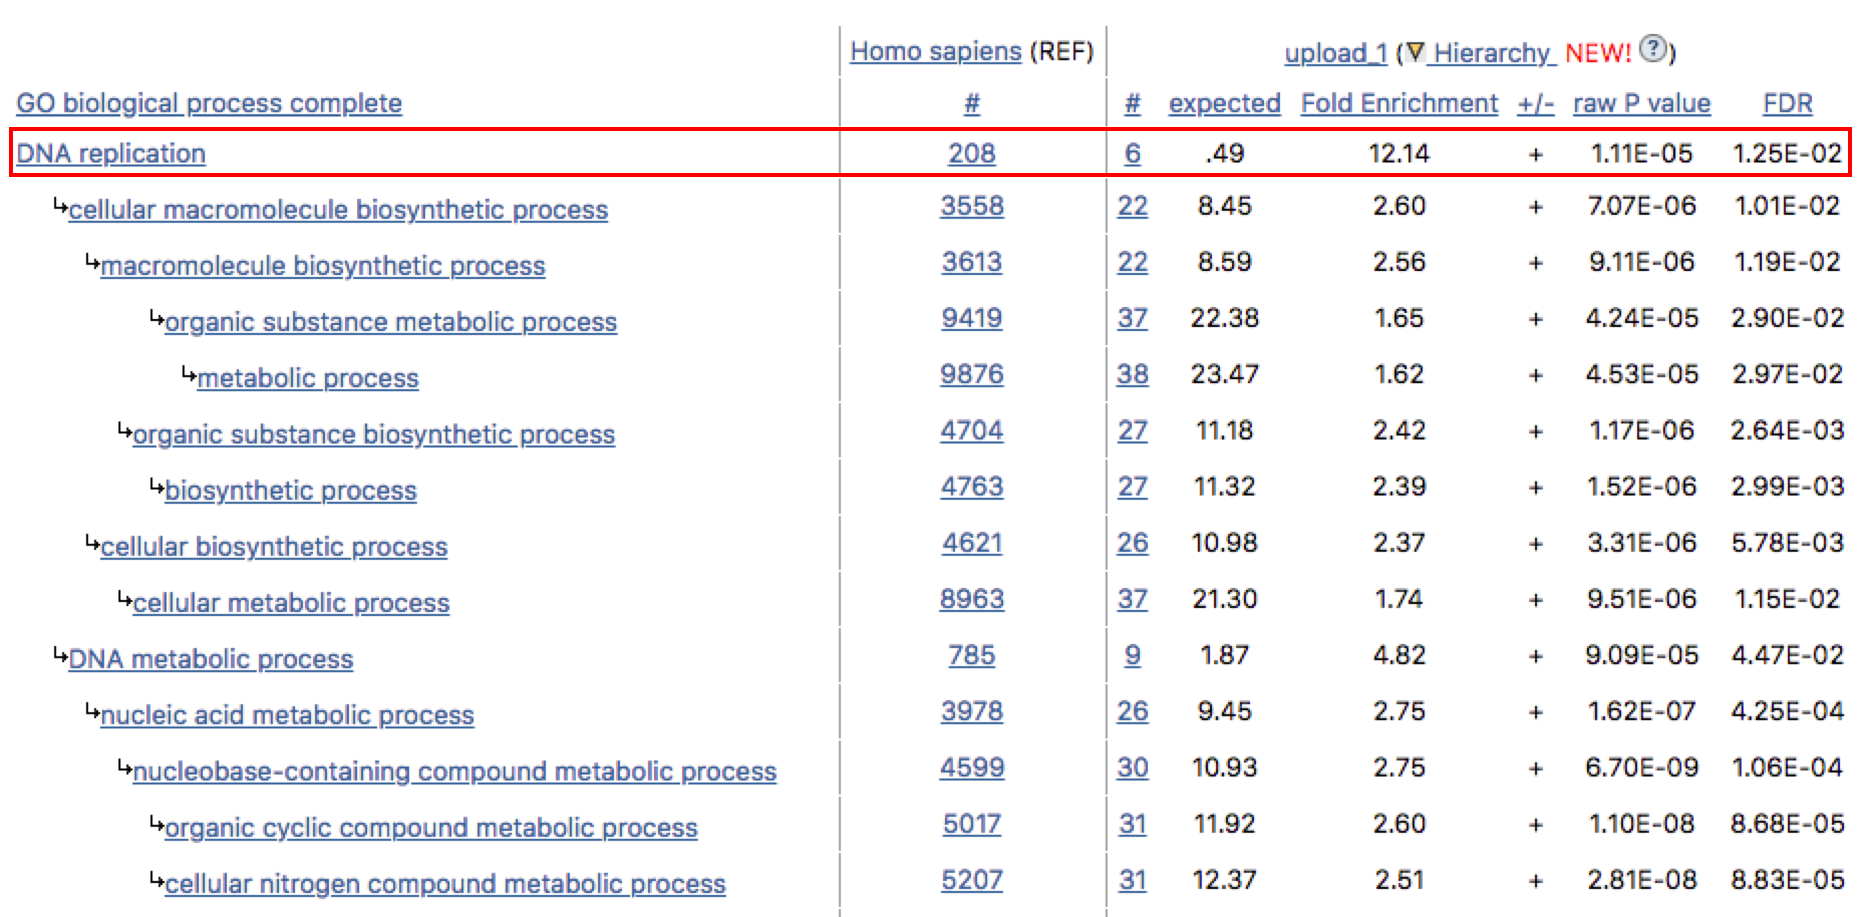 Homo sapiens (REF) upload_1 (▼ Hierarchy NEW! ?)
GO biological process complete # # expected Fold Enrichment +/- raw P value FDR
DNA replication 208 6 .49 12.14 + 1.11E-05 1.25E-02
↳cellular macromolecule biosynthetic process 3558 22 8.45 2.60 + 7.07E-06 1.01E-02
↳macromolecule biosynthetic process 3613 22 8.59 2.56 + 9.11E-06 1.19E-02
↳organic substance metabolic process 9419 37 22.38 1.65 + 4.24E-05 2.90E-02
↳metabolic process 9876 38 23.47 1.62 + 4.53E-05 2.97E-02
↳organic substance biosynthetic process 4704 27 11.18 2.42 + 1.17E-06 2.64E-03
↳biosynthetic process 4763 27 11.32 2.39 + 1.52E-06 2.99E-03
↳cellular biosynthetic process 4621 26 10.98 2.37 + 3.31E-06 5.78E-03
↳cellular metabolic process 8963 37 21.30 1.74 + 9.51E-06 1.15E-02
↳DNA metabolic process 785 9 1.87 4.82 + 9.09E-05 4.47E-02
↳nucleic acid metabolic process 3978 26 9.45 2.75 + 1.62E-07 4.25E-04
↳nucleobase-containing compound metabolic process 4599 30 10.93 2.75 + 6.70E-09 1.06E-04
↳organic cyclic compound metabolic process 5017 31 11.92 2.60 + 1.10E-08 8.68E-05
↳cellular nitrogen compound metabolic process 5207 31 12.37 2.51 + 2.81E-08 8.83E-05